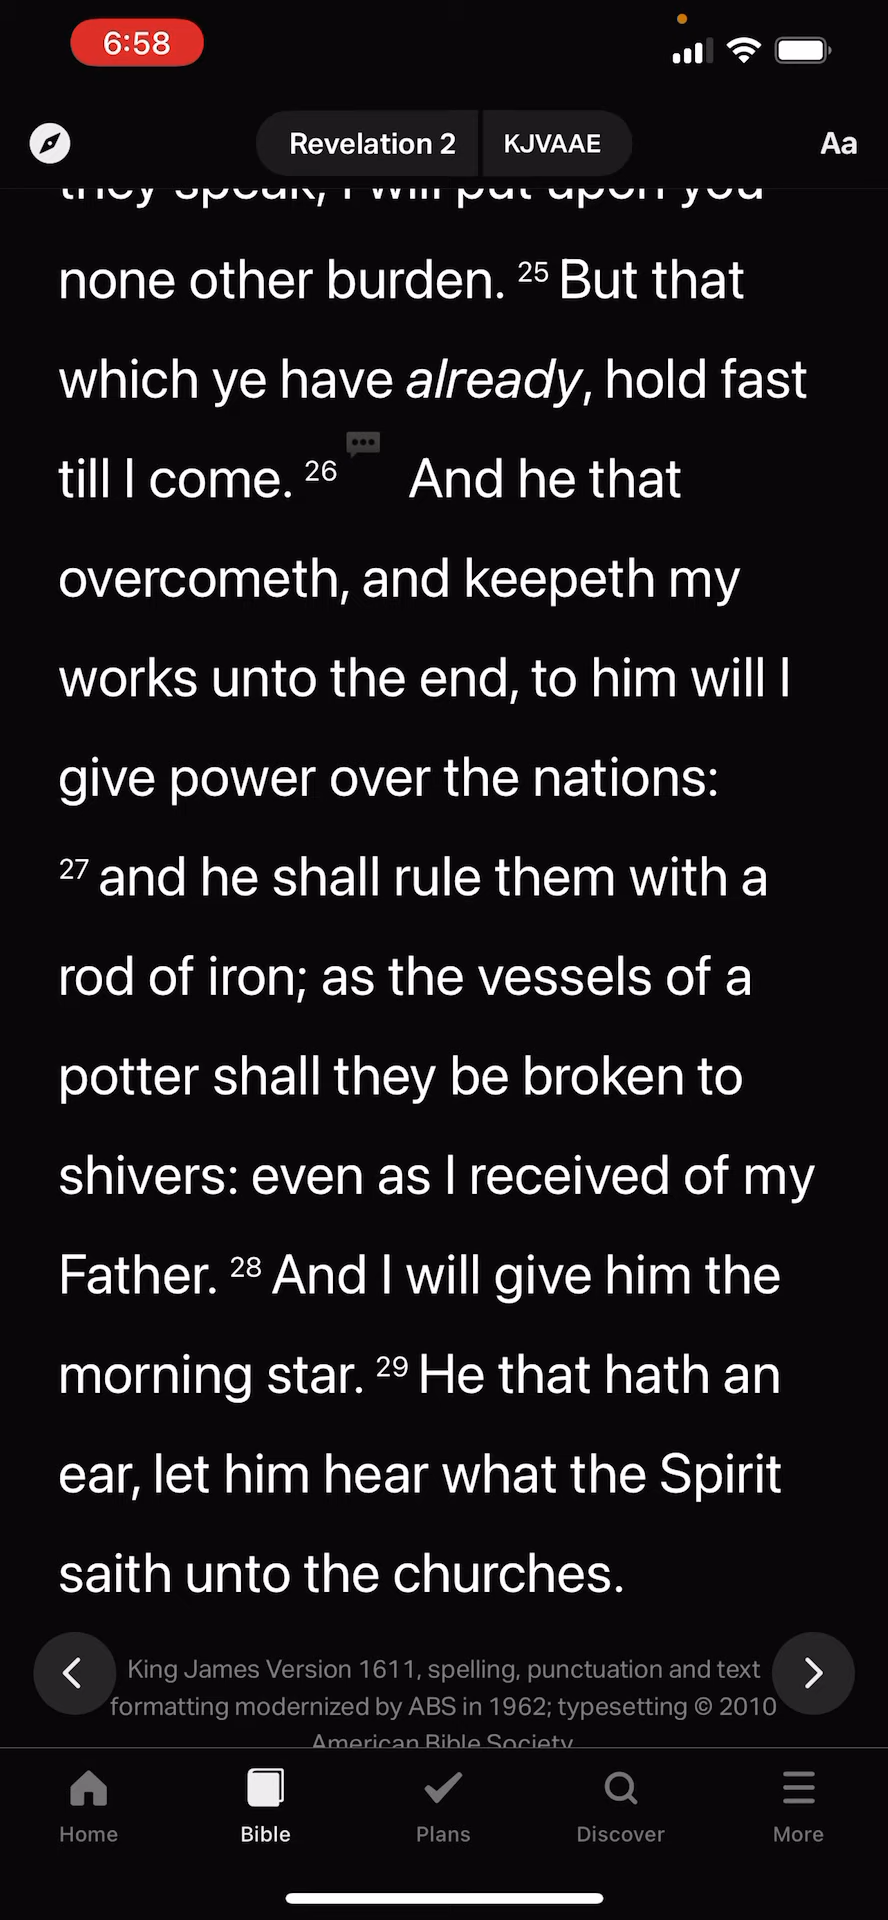 6:58
Revelation 2 KJVAAE Aa
they speak, I will put upon you
none other burden. 25 But that
which ye have already, hold fast
till I come. 26 And he that
overcometh, and keepeth my
works unto the end, to him will I
give power over the nations:
27 and he shall rule them with a
rod of iron; as the vessels of a
potter shall they be broken to
shivers: even as I received of my
Father. 28 And I will give him the
morning star. 29 He that hath an
ear, let him hear what the Spirit
saith unto the churches.
King James Version 1611, spelling, punctuation and text
formatting modernized by ABS in 1962; typesetting © 2010
American Bible Society
Home Bible Plans Discover More